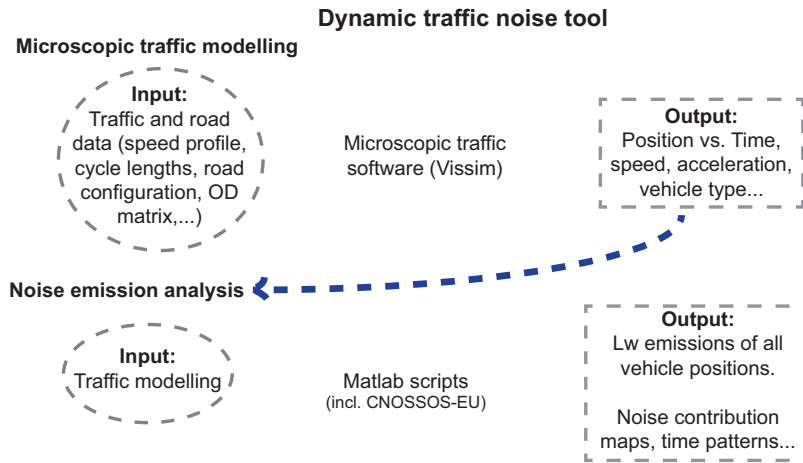 Dynamic traffic noise tool
Microscopic traffic modelling
Input:
Traffic and road
data (speed profile,
cycle lengths, road
configuration, OD
matrix,...)
Microscopic traffic
software (Vissim)
Output:
Position vs. Time,
speed, acceleration,
vehicle type...
Noise emission analysis
Input:
Traffic modelling
Matlab scripts
(incl. CNOSSOS-EU)
Output:
Lw emissions of all
vehicle positions.
Noise contribution
maps, time patterns...